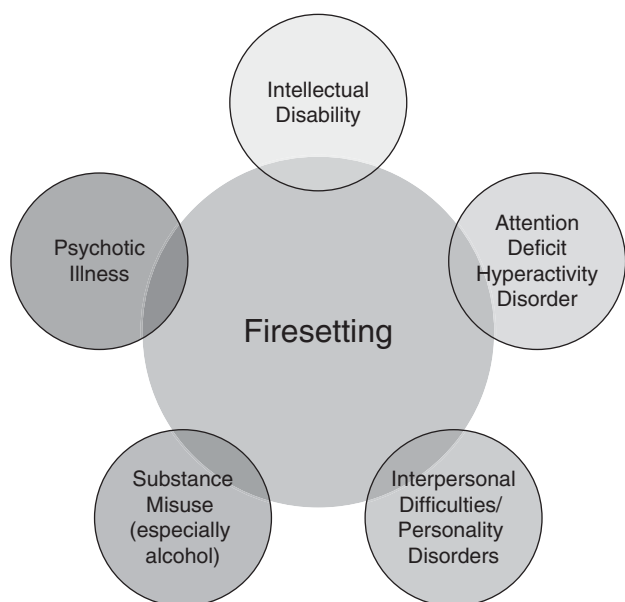 Intellectual
Disability
Psychotic
Illness
Attention
Deficit
Hyperactivity
Disorder
Firesetting
Substance
Misuse
(especially
alcohol)
Interpersonal
Difficulties/
Personality
Disorders